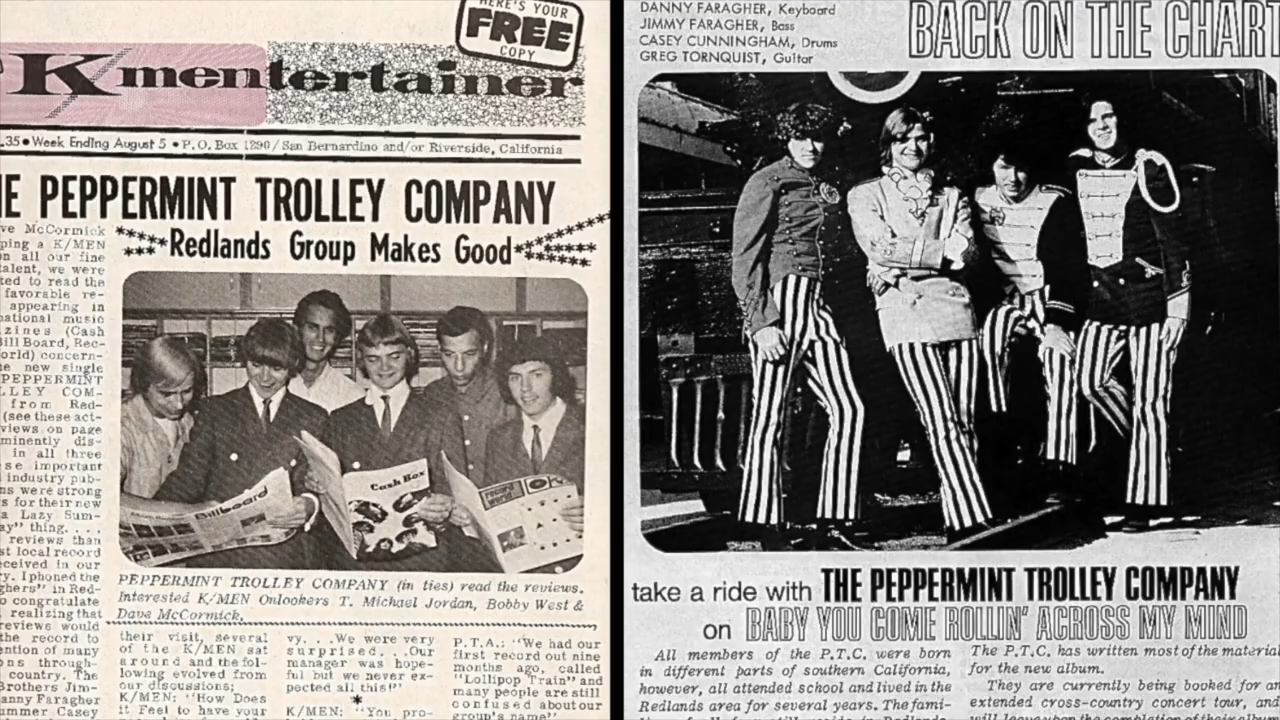 HERE'S YOUR
FREE
COPY
K/mentertainer
.35 • Week Ending August 5 • P.O. Box 1290 / San Bernardino and/or Riverside, California
E PEPPERMINT TROLLEY COMPANY
Redlands Group Makes Good
ve McCormick
ping a K/MEN
on all our fine
talent, we were
ted to read the
favorable re-
appearing in
national music
zines (Cash
Bill Board, Rec-
orld) concern-
e new single
PEPPERMINT
LLEY COM-
from Red-
(see these act-
views on page
minently dis-
in all three
se important
industry pub-
ns were strong
s for their new
a Lazy Sum-
ay" thing. . .
reviews than
st local record
eceived in our
ry. I phoned the
ghers" in Red-
o congratulate
realizing that
reviews would
the record to
ention of many
ons through-
country. The
Brothers Jim-
anny Faragher
ummer Casey
Billboard
Cash Box
record
world
PEPPERMINT TROLLEY COMPANY (in ties) read the reviews.
Interested K/MEN Onlookers T. Michael Jordan, Bobby West &
Dave McCormick.
their visit, several
of the K/MEN sat
around and the fol-
lowing evolved from
our discussions;
K/MEN: "How Does
it Feel to have your
vy. . .We were very
surprised. . .Our
manager was hope-
ful but we never ex-
pected all this!"
K/MEN: "You pro-
P.T.A.: "We had our
first record out nine
months ago, called
"Lollipop Train" and
many people are still
confused about our
group's name"
DANNY FARAGHER, Keyboard
JIMMY FARAGHER, Bass
CASEY CUNNINGHAM, Drums
GREG TORNQUIST, Guitar
BACK ON THE CHART
take a ride with THE PEPPERMINT TROLLEY COMPANY
on BABY YOU COME ROLLIN' ACROSS MY MIND
All members of the P.T.C. were born
in different parts of southern California,
however, all attended school and lived in the
Redlands area for several years. The fami-
The P.T.C. has written most of the material
for the new album.
They are currently being booked for an
extended cross-country concert tour, and